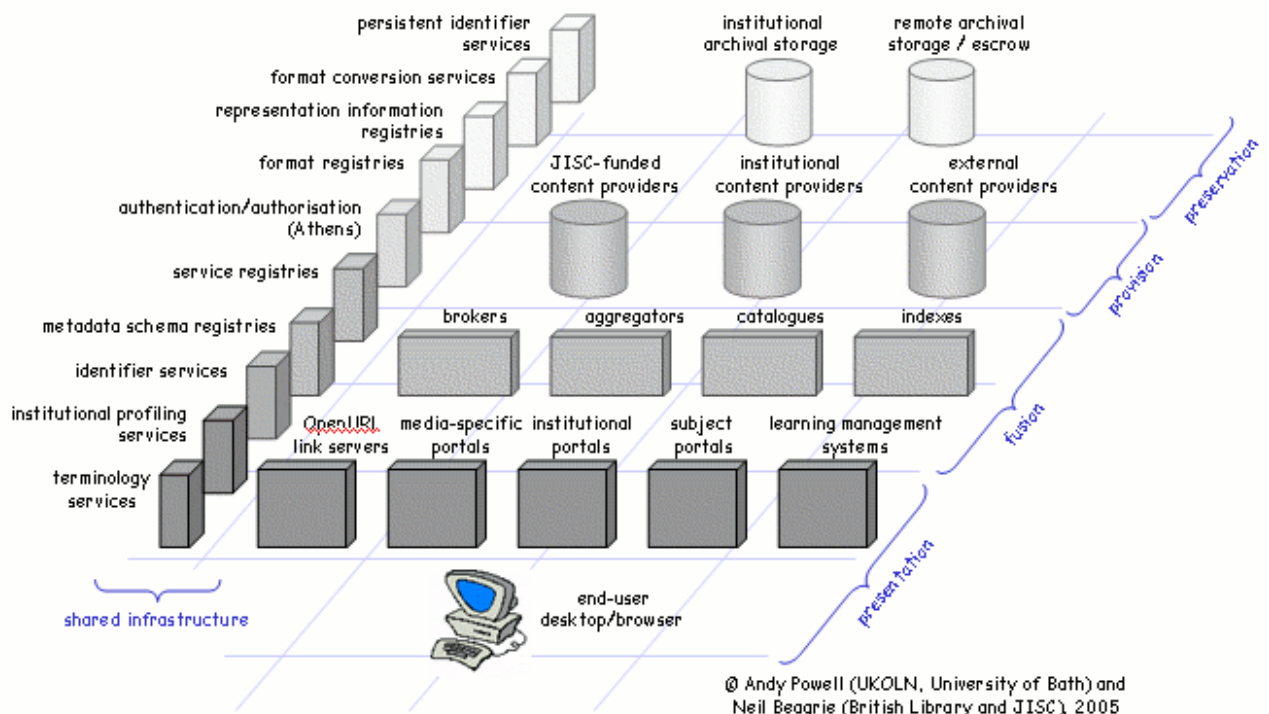 persistent identifier
services
institutional
archival storage
remote archival
storage / escrow
format conversion services
representation information
registries
format registries
JISC-funded
content providers
institutional
content providers
external
content providers
preservation
authentication/authorisation
(Athens)
service registries
provision
metadata schema registries
brokers
aggregators
catalogues
indexes
identifier services
fusion
institutional profiling
services
OpenURL
link servers
media-specific
portals
institutional
portals
subject
portals
learning management
systems
terminology
services
presentation
shared infrastructure
end-user
desktop/browser
@ Andy Powell (UKOLN, University of Bath) and
Neil Beagrie (British Library and JISC), 2005